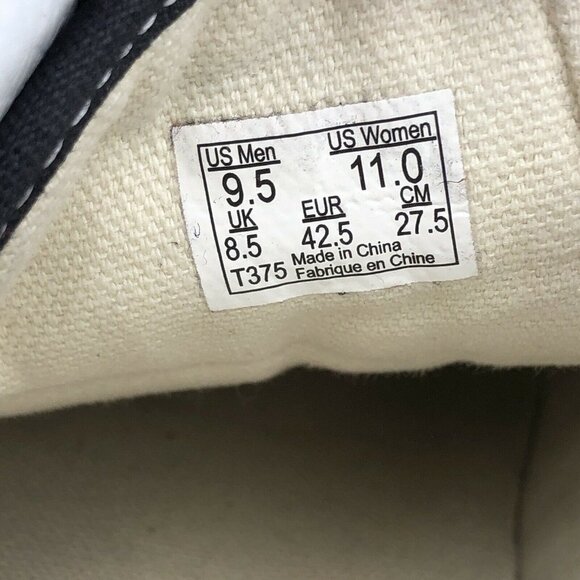 US Men US Women
9.5 11.0
UK EUR CM
8.5 42.5 27.5
T375 Made in China
Fabrique en Chine